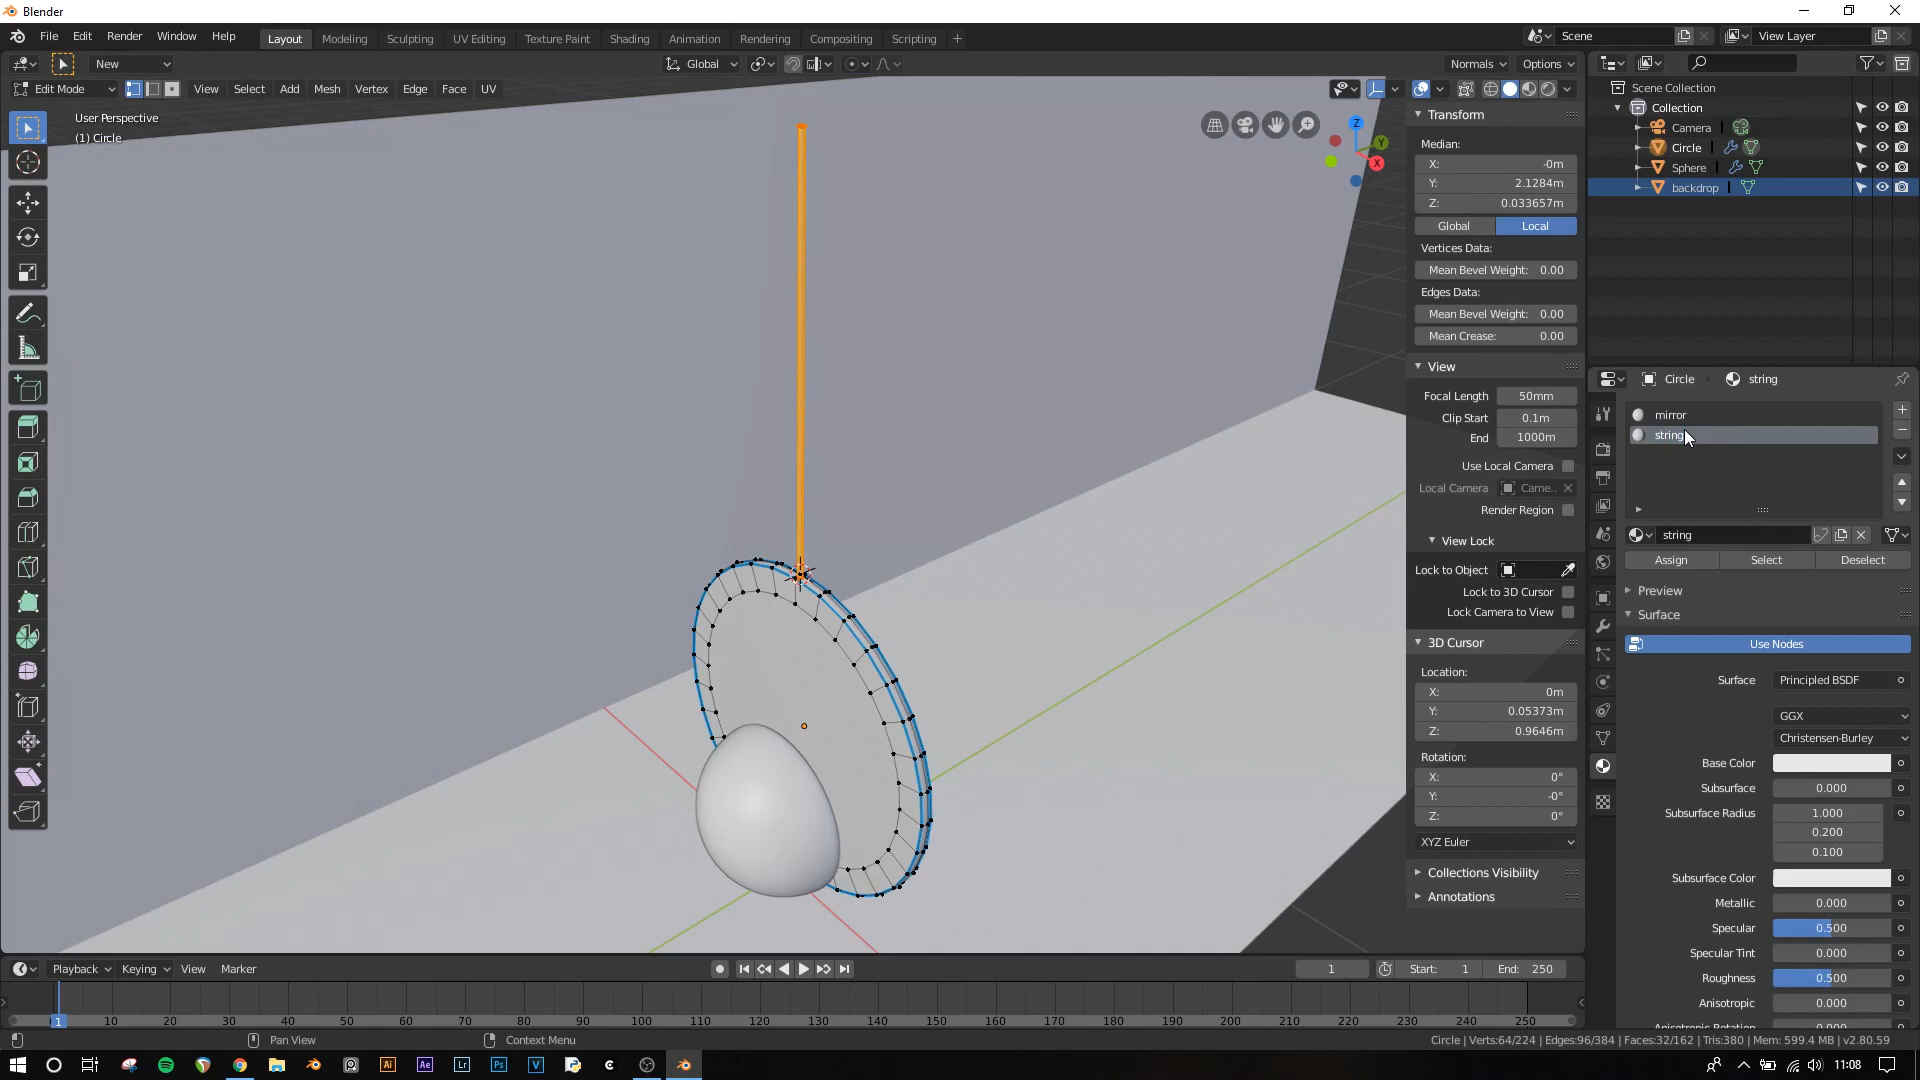 Blender
File Edit Render Window Help
Layout Modeling Sculpting UV Editing Texture Paint Shading Animation Rendering Compositing Scripting +
Scene
View Layer
New
Global
Normals
Options
Edit Mode
View Select Add Mesh Vertex Edge Face UV
User Perspective
(1) Circle
Z
Y
X
Transform
Median:
X: -0m
Y: 2.1284m
Z: 0.033657m
Global Local
Vertices Data:
Mean Bevel Weight: 0.00
Edges Data:
Mean Bevel Weight: 0.00
Mean Crease: 0.00
View
Focal Length 50mm
Clip Start 0.1m
End 1000m
Use Local Camera
Local Camera Came..
Render Region
View Lock
Lock to Object
Lock to 3D Cursor
Lock Camera to View
3D Cursor
Location:
X: 0m
Y: 0.05373m
Z: 0.9646m
Rotation:
X: 0°
Y: -0°
Z: 0°
XYZ Euler
Collections Visibility
Annotations
Scene Collection
Collection
Camera
Circle
Sphere
backdrop
Circle string
mirror
string
string
Assign Select Deselect
Preview
Surface
Use Nodes
Surface Principled BSDF
GGX
Christensen-Burley
Base Color
Subsurface 0.000
Subsurface Radius 1.000
0.200
0.100
Subsurface Color
Metallic 0.000
Specular 0.500
Specular Tint 0.000
Roughness 0.500
Anisotropic 0.000
Anisotropic Rotation
Playback Keying View Marker
1
Start: 1 End: 250
1 10 20 30 40 50 60 70 80 90 100 110 120 130 140 150 160 170 180 190 200 210 220 230 240 250
Pan View
Context Menu
Circle | Verts:64/224 | Edges:96/384 | Faces:32/162 | Tris:380 | Mem: 599.4 MB | v2.80.59
Ai Ae Lr Ps V C
11:08